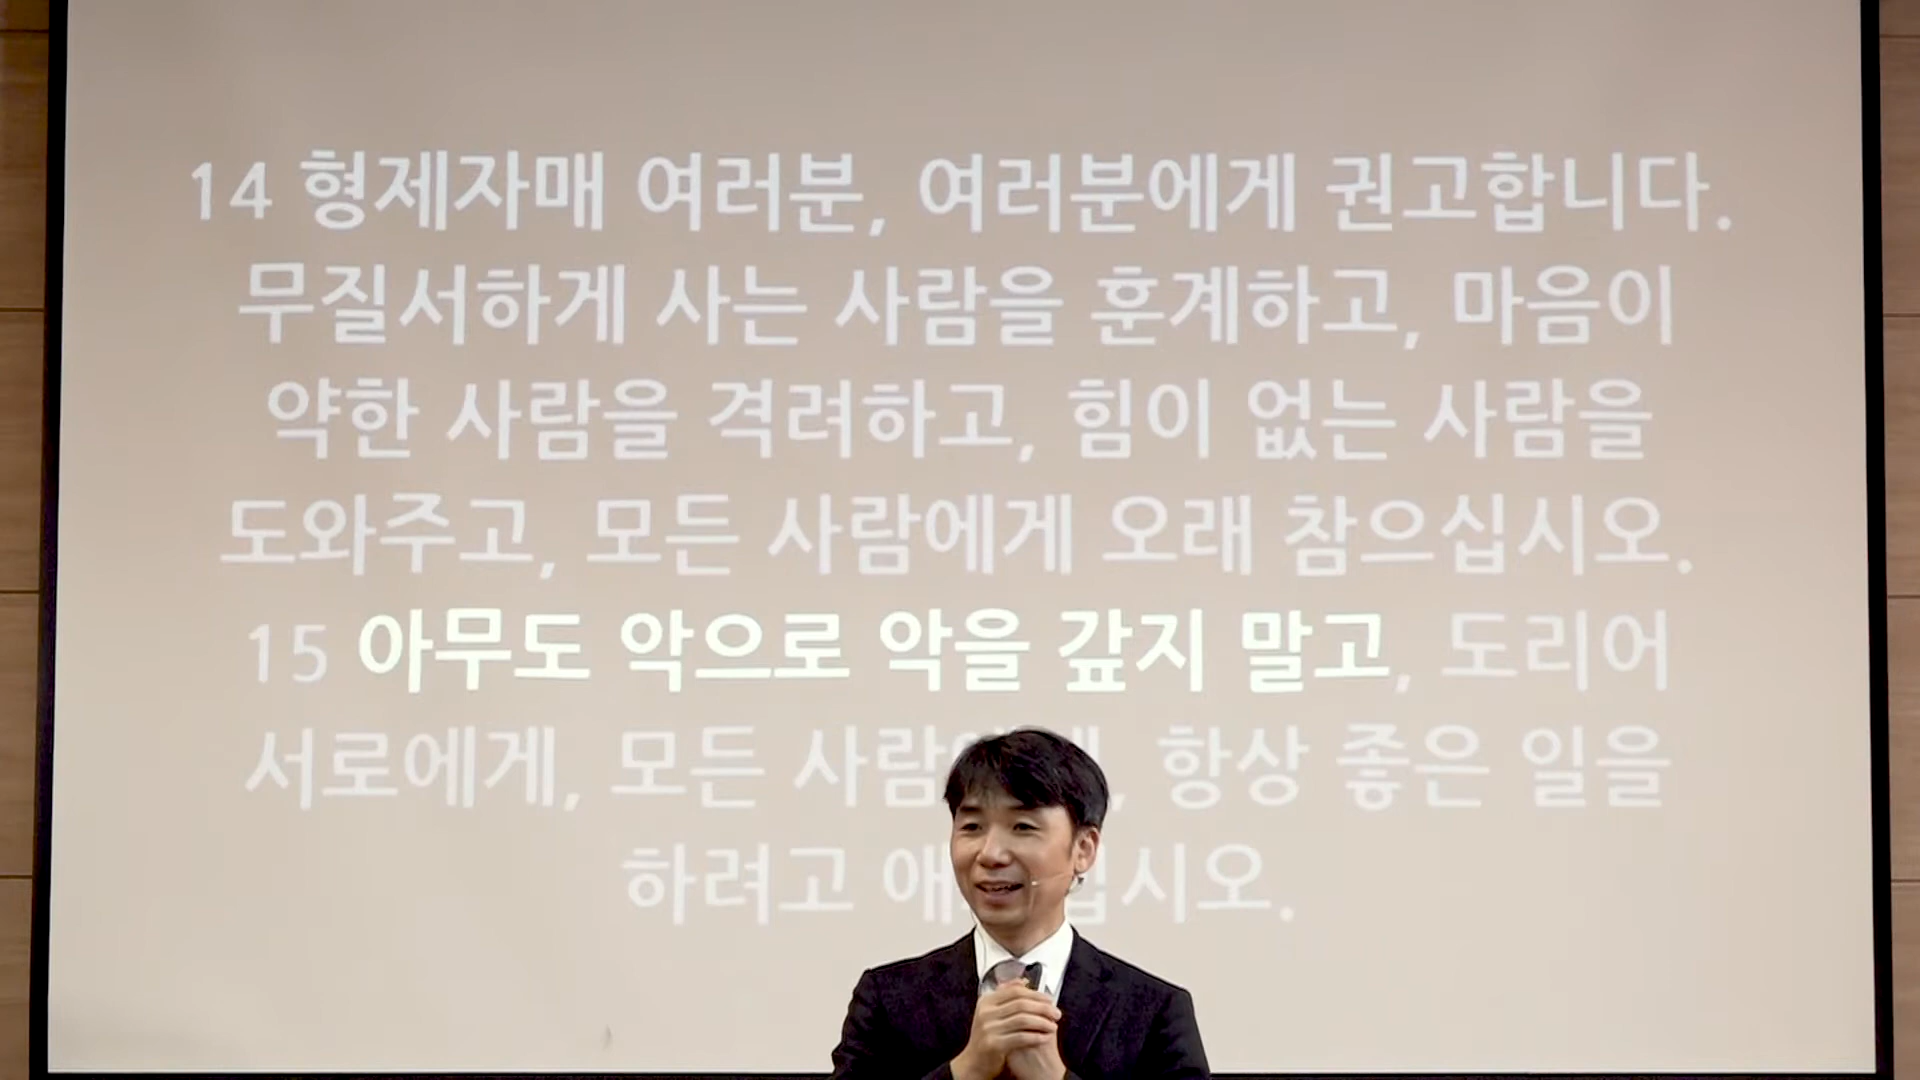 14 형제자매 여러분, 여러분에게 권고합니다.
무질서하게 사는 사람을 훈계하고, 마음이
약한 사람을 격려하고, 힘이 없는 사람을
도와주고, 모든 사람에게 오래 참으십시오.
15 아무도 악으로 악을 갚지 말고, 도리어
서로에게, 모든 항상 좋은 일을
하려고